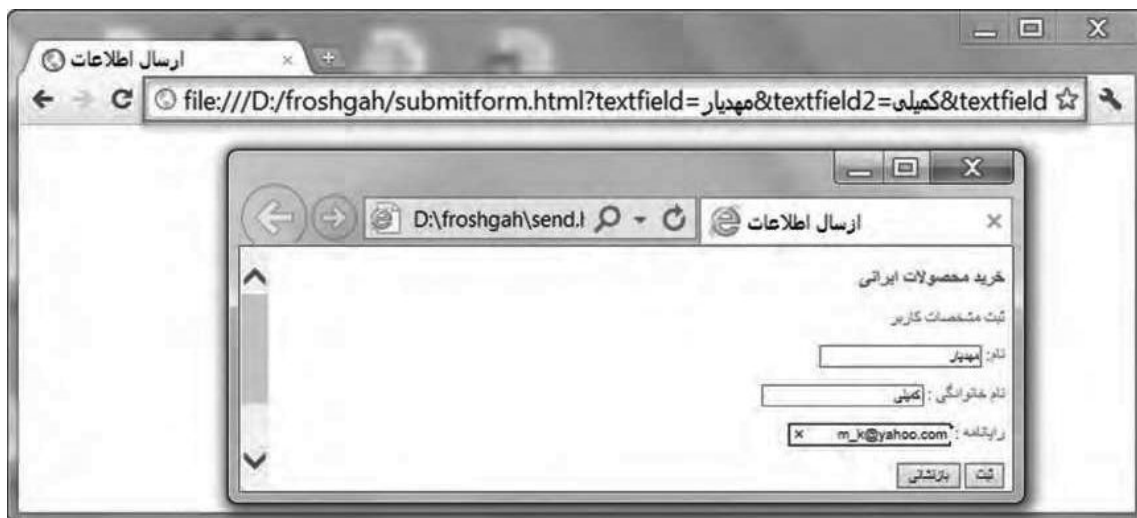 ارسال اطلاعات
file:///D:/froshgah/submitform.html?textfield=مهدیار&textfield2=کمیلی&textfield
D:\froshgah\send.h
ارسال اطلاعات
خرید محصولات ایرانی
ثبت مشخصات کاربر
نام: مهدیار
نام خانوادگی : کمیلی
رایانامه : m_k@yahoo.com
ثبت بازنشانی